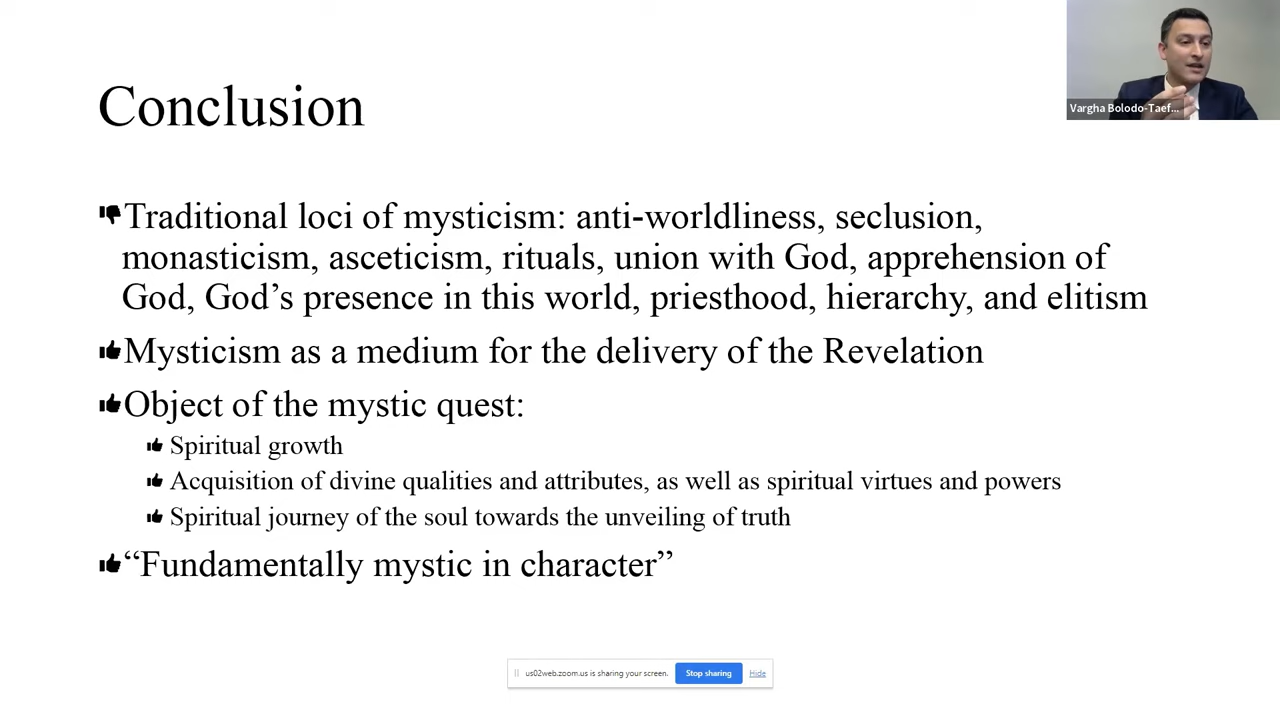 Conclusion
Traditional loci of mysticism: anti-worldliness, seclusion,
monasticism, asceticism, rituals, union with God, apprehension of
God, God’s presence in this world, priesthood, hierarchy, and elitism
Mysticism as a medium for the delivery of the Revelation
Object of the mystic quest:
Spiritual growth
Acquisition of divine qualities and attributes, as well as spiritual virtues and powers
Spiritual journey of the soul towards the unveiling of truth
“Fundamentally mystic in character”
Vargha Bolodo-Taef...
us02web.zoom.us is sharing your screen. Stop sharing Hide